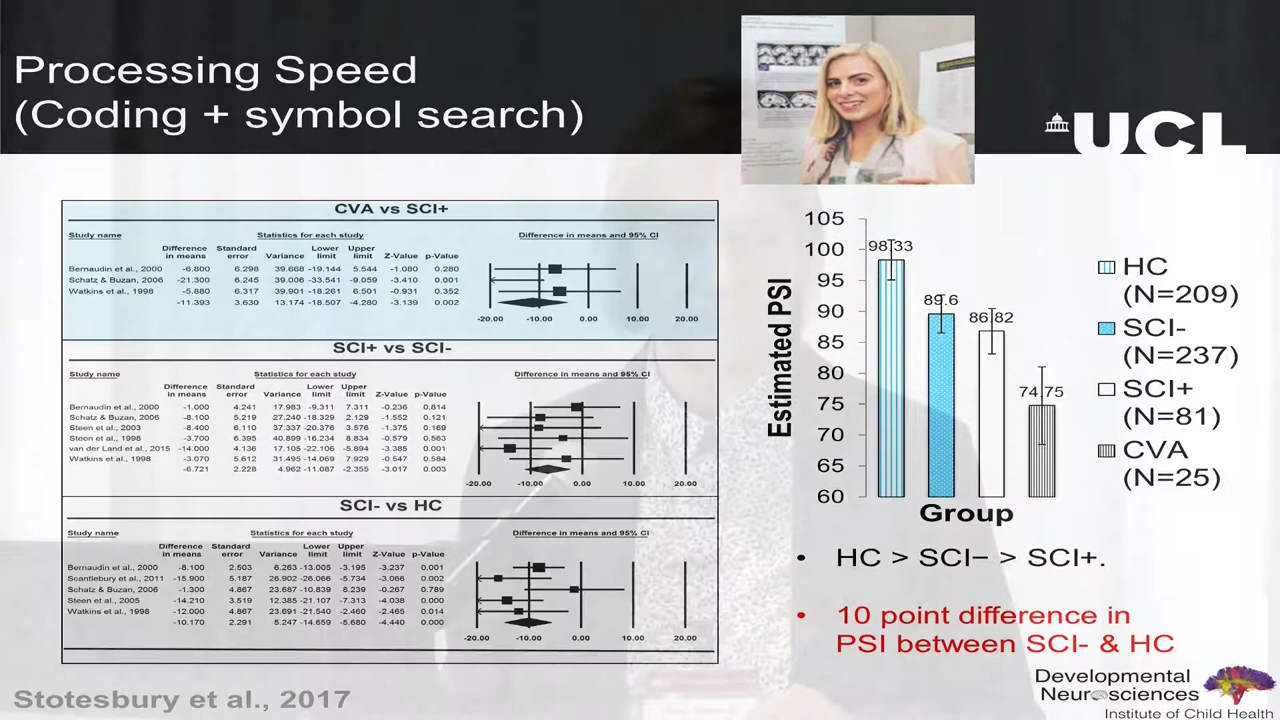 Processing Speed
(Coding + symbol search)
UCL
CVA vs SCI+
Study name Statistics for each study Difference in means and 95% CI
Difference in means Standard error Variance Lower limit Upper limit Z-Value p-Value
Bernaudin et al., 2000 -6.800 6.298 39.668 -19.144 5.544 -1.080 0.280
Schatz & Buzan, 2006 -21.300 6.245 39.006 -33.541 -9.059 -3.410 0.001
Watkins et al., 1998 -5.880 6.317 39.901 -18.261 6.501 -0.931 0.352
-11.393 3.630 13.174 -18.507 -4.280 -3.139 0.002
-20.00 -10.00 0.00 10.00 20.00
SCI+ vs SCI-
Study name Statistics for each study Difference in means and 95% CI
Difference in means Standard error Variance Lower limit Upper limit Z-Value p-Value
Bernaudin et al., 2000 -1.000 4.241 17.983 -9.311 7.311 -0.236 0.814
Schatz & Buzan, 2006 -8.100 5.219 27.240 -18.329 2.129 -1.552 0.121
Steen et al., 2003 -8.400 6.110 37.337 -20.376 3.576 -1.375 0.169
Steen et al., 1998 -3.700 6.395 40.899 -16.234 8.834 -0.579 0.563
van der Land et al., 2015 -14.000 4.136 17.105 -22.106 -5.894 -3.385 0.001
Watkins et al., 1998 -3.070 5.612 31.495 -14.069 7.929 -0.547 0.584
-6.721 2.228 4.962 -11.087 -2.355 -3.017 0.003
-20.00 -10.00 0.00 10.00 20.00
SCI- vs HC
Study name Statistics for each study Difference in means and 95% CI
Difference in means Standard error Variance Lower limit Upper limit Z-Value p-Value
Bernaudin et al., 2000 -8.100 2.503 6.263 -13.005 -3.195 -3.237 0.001
Scantlebury et al., 2011 -15.900 5.187 26.902 -26.066 -5.734 -3.066 0.002
Schatz & Buzan, 2006 -1.300 4.867 23.687 -10.839 8.239 -0.267 0.789
Steen et al., 2005 -14.210 3.519 12.385 -21.107 -7.313 -4.038 0.000
Watkins et al., 1998 -12.000 4.867 23.691 -21.540 -2.460 -2.465 0.014
-10.170 2.291 5.247 -14.659 -5.680 -4.440 0.000
-20.00 -10.00 0.00 10.00 20.00
Stotesbury et al., 2017
Estimated PSI
105
100
95
90
85
80
75
70
65
60
98.33
89.6
86.82
74.75
Group
HC
(N=209)
SCI-
(N=237)
SCI+
(N=81)
CVA
(N=25)
• HC > SCI− > SCI+.
• 10 point difference in
PSI between SCI- & HC
Developmental
Neurosciences
Institute of Child Health